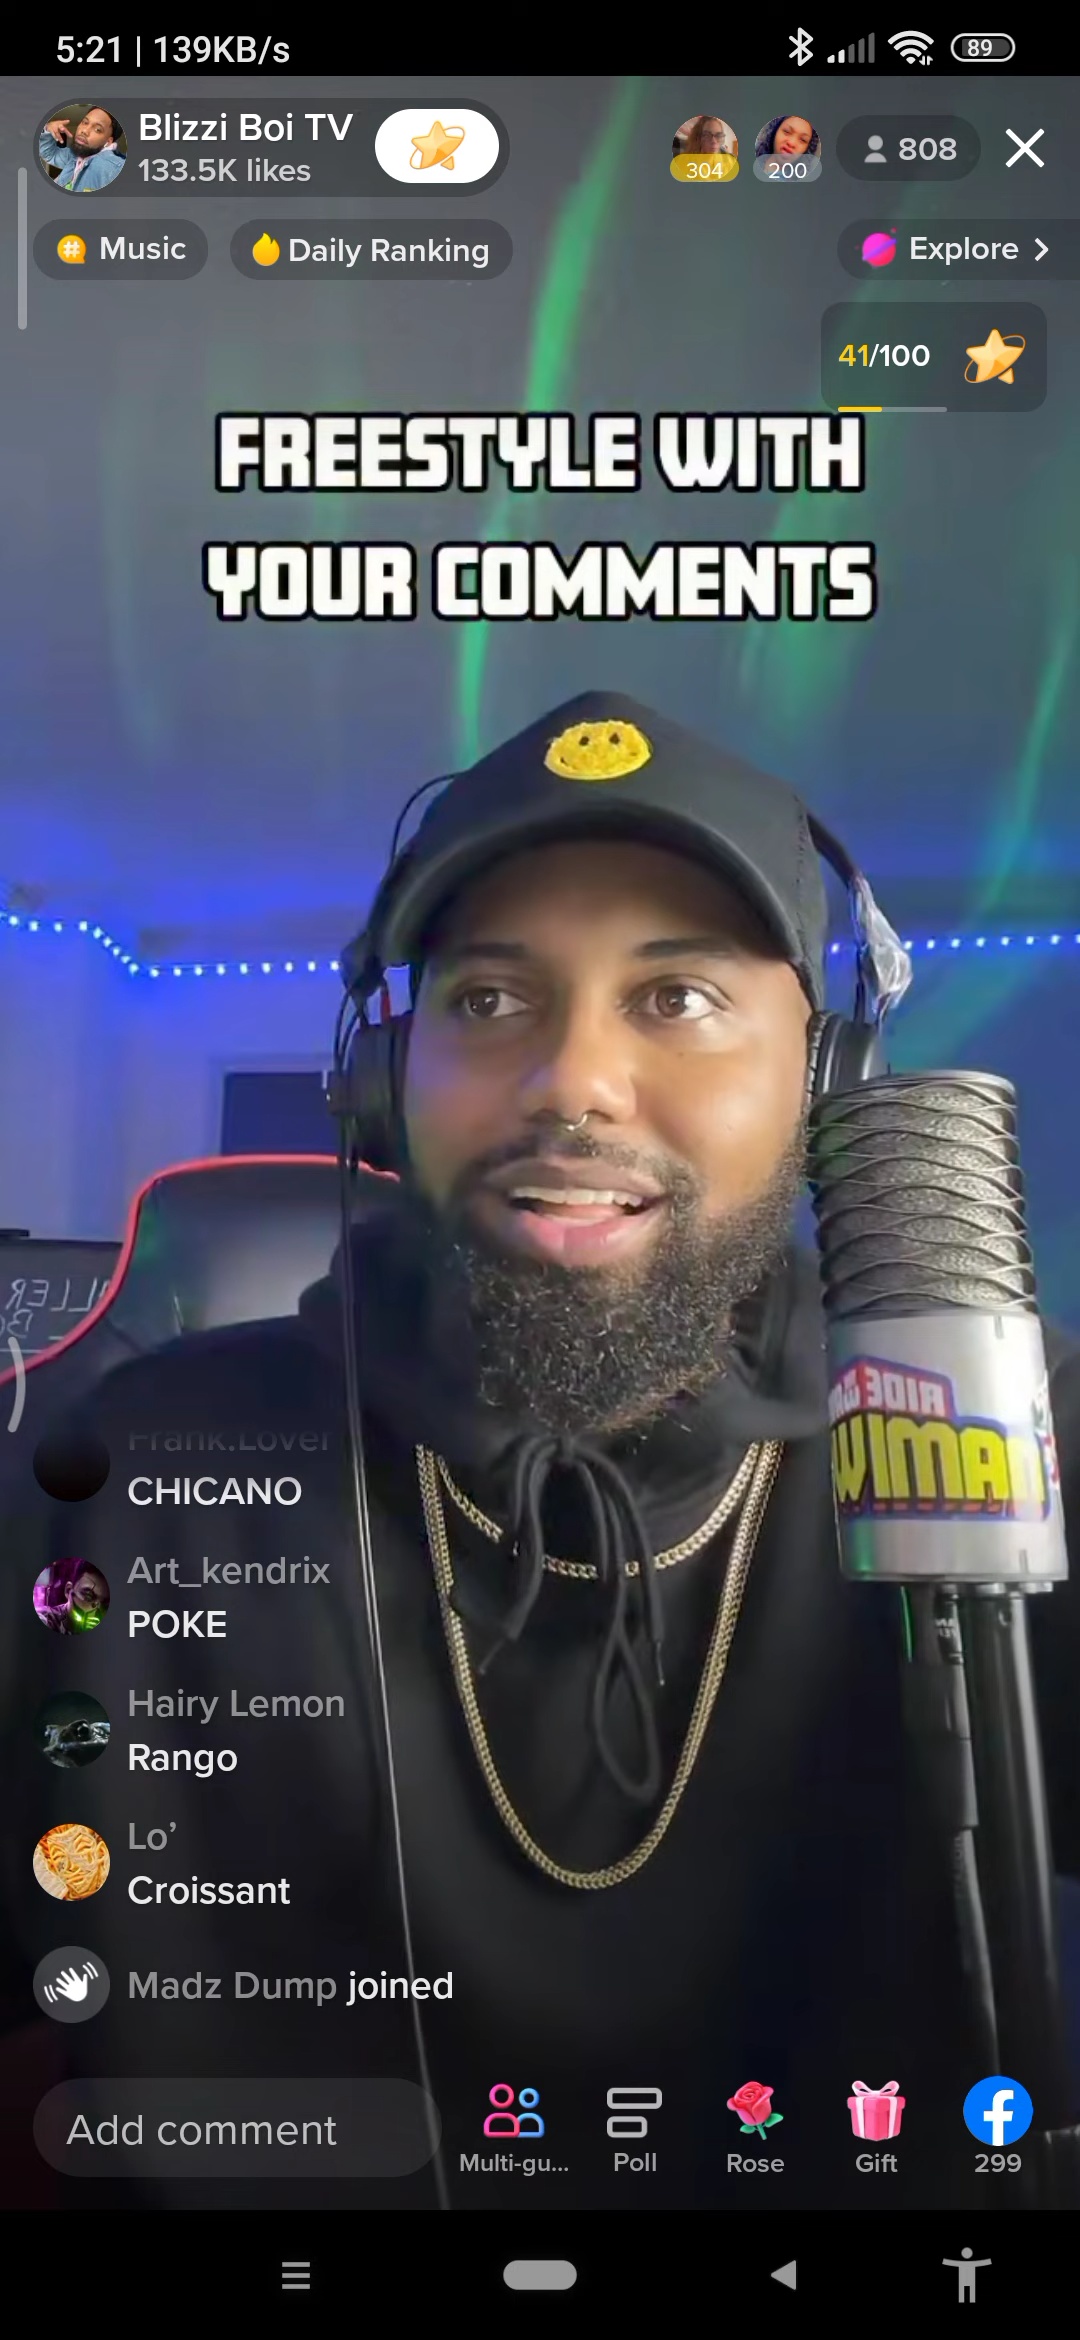 5:21 | 139KB/s
89
Blizzi Boi TV
133.5K likes
304
200
808
Music
Daily Ranking
Explore
41/100
FREESTYLE WITH
YOUR COMMENTS
Frank.Lover
CHICANO
Art_kendrix
POKE
Hairy Lemon
Rango
Lo’
Croissant
Madz Dump joined
Add comment
Multi-gu...
Poll
Rose
Gift
299